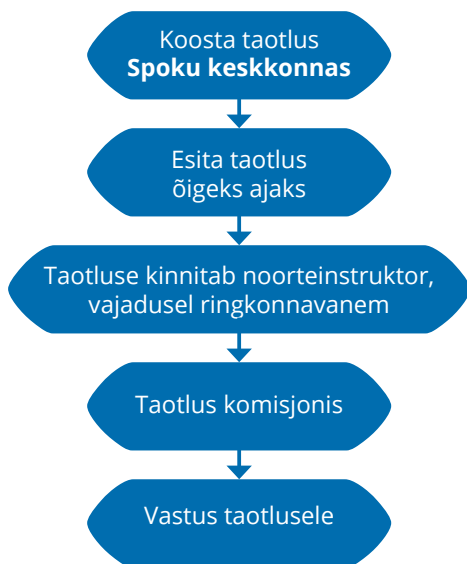 Koosta taotlus
Spoku keskkonnas
Esita taotlus
õigeks ajaks
Taotluse kinnitab noorteinstruktor,
vajadusel ringkonnavanem
Taotlus komisjonis
Vastus taotlusele